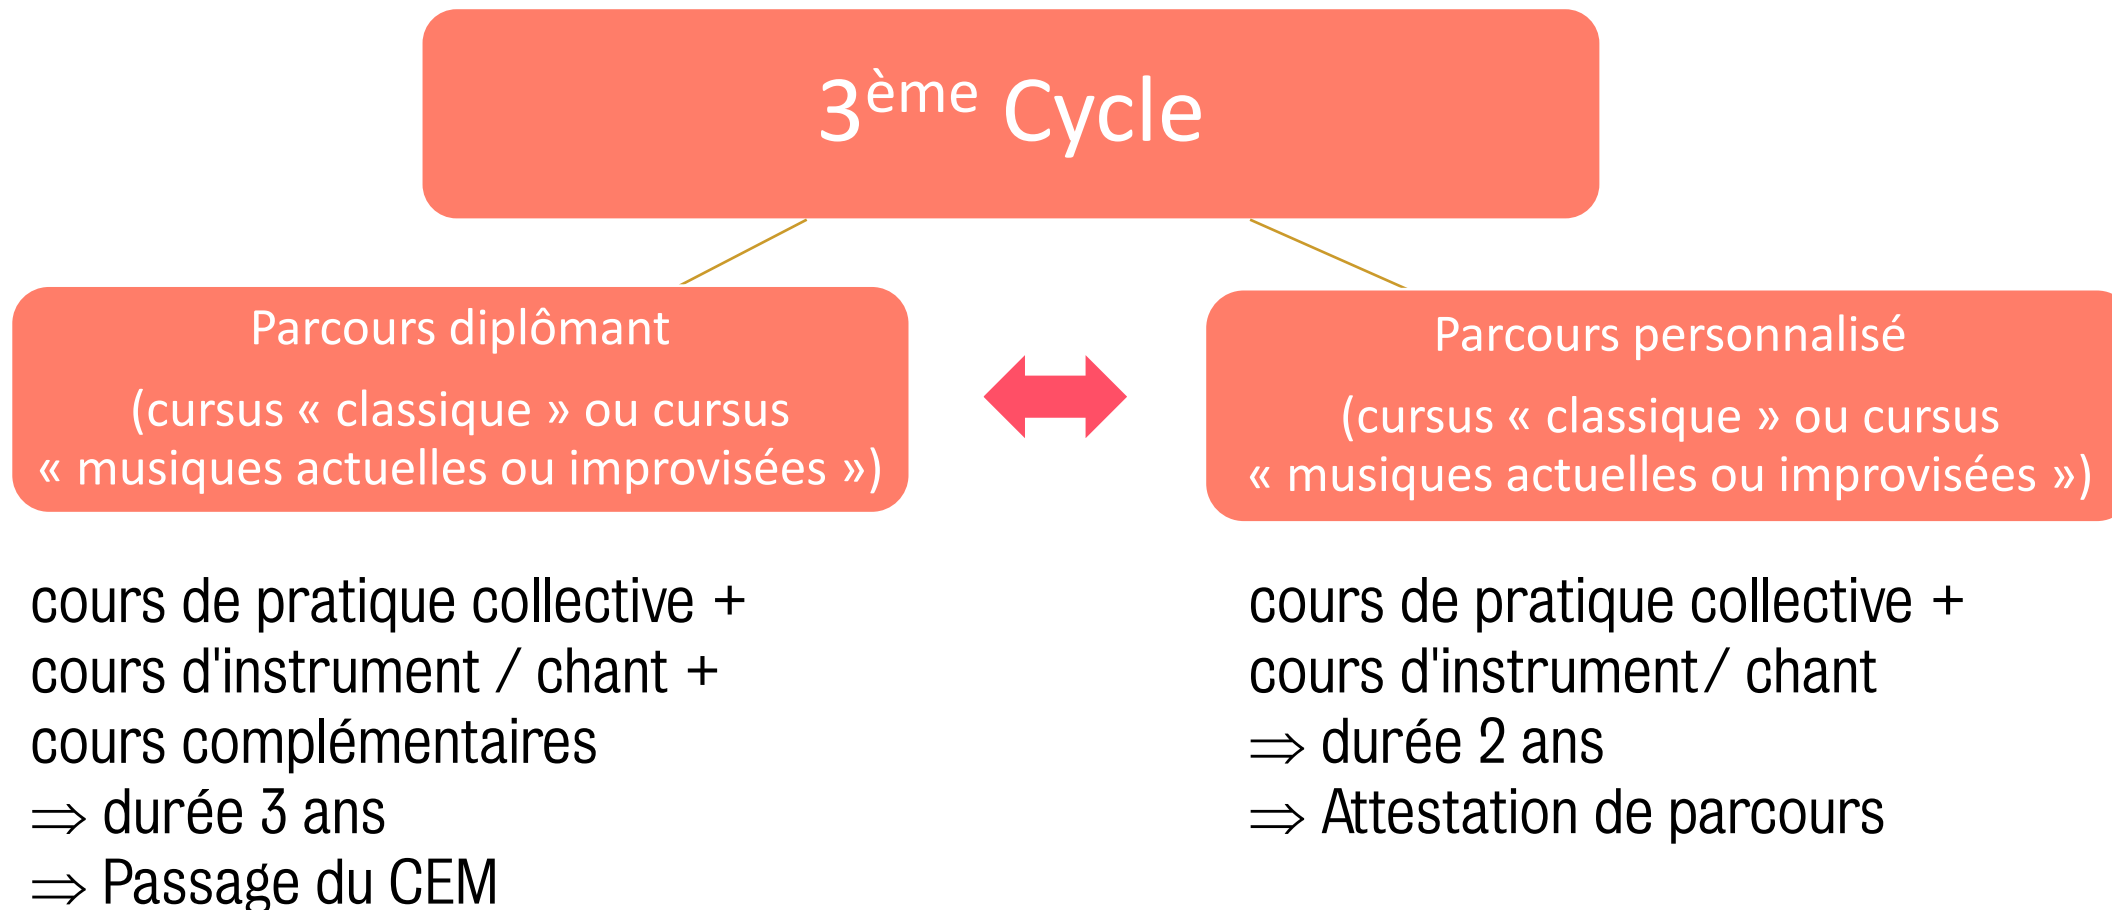 3ème Cycle
Parcours diplômant
(cursus « classique » ou cursus
« musiques actuelles ou improvisées »)
Parcours personnalisé
(cursus « classique » ou cursus
« musiques actuelles ou improvisées »)
cours de pratique collective +
cours d'instrument / chant +
cours complémentaires
⇒ durée 3 ans
⇒ Passage du CEM
cours de pratique collective +
cours d'instrument/ chant
⇒ durée 2 ans
⇒ Attestation de parcours